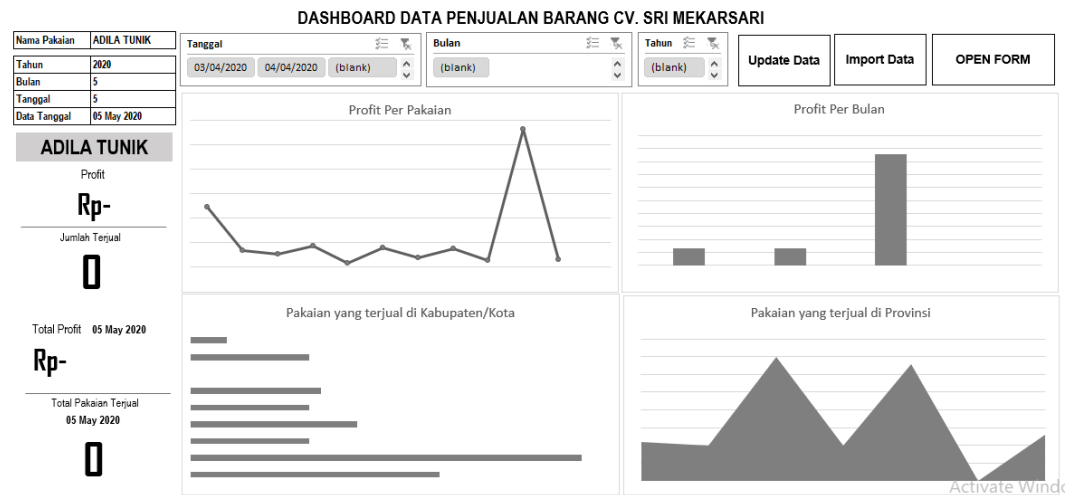 DASHBOARD DATA PENJUALAN BARANG CV. SRI MEKARSARI
Nama Pakaian ADILA TUNIK
Tahun 2020
Bulan 5
Tanggal 5
Data Tanggal 05 May 2020
Tanggal
03/04/2020 04/04/2020 (blank)
Bulan
(blank)
Tahun
(blank)
Update Data
Import Data
OPEN FORM
ADILA TUNIK
Profit
Rp-
Jumlah Terjual
0
Total Profit 05 May 2020
Rp-
Total Pakaian Terjual
05 May 2020
0
Profit Per Pakaian
Profit Per Bulan
Pakaian yang terjual di Kabupaten/Kota
Pakaian yang terjual di Provinsi
Activate Windo